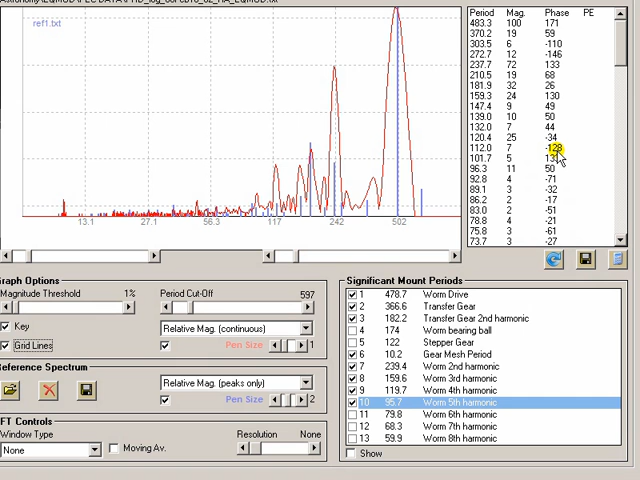 ref1.txt
13.1 27.1 56.3 117 242 502
Period Mag. Phase PE
483.3 100 171
370.2 19 59
303.5 6 -110
272.0 12 -146
237.7 72 133
210.5 19 68
181.9 32 26
159.3 24 130
147.4 9 49
139.0 10 50
132.0 7 44
120.4 25 -34
112.0 7 -128
101.7 5
96.3 11 50
92.8 4 -71
89.1 3 -32
86.2 2 -17
83.0 2 -51
78.8 4 21
75.8 3 -61
73.7 3 -27
Graph Options
Magnitude Threshold 1%
Period Cut-Off 597
Key
Relative Mag. (continuous)
Grid Lines
Pen Size 1
Reference Spectrum
Relative Mag. (peaks only)
Pen Size 2
FT Controls
Window Type
None
Moving Av.
Resolution None
Significant Mount Periods
1 478.7 Worm Drive
2 366.6 Transfer Gear
3 182.2 Transfer Gear 2nd harmonic
4 174 Worm bearing ball
5 122 Stepper Gear
6 10.2 Gear Mesh Period
7 239.4 Worm 2nd harmonic
8 159.6 Worm 3rd harmonic
9 119.7 Worm 4th harmonic
10 95.7 Worm 5th harmonic
11 79.8 Worm 6th harmonic
12 68.3 Worm 7th harmonic
13 59.9 Worm 8th harmonic
Show